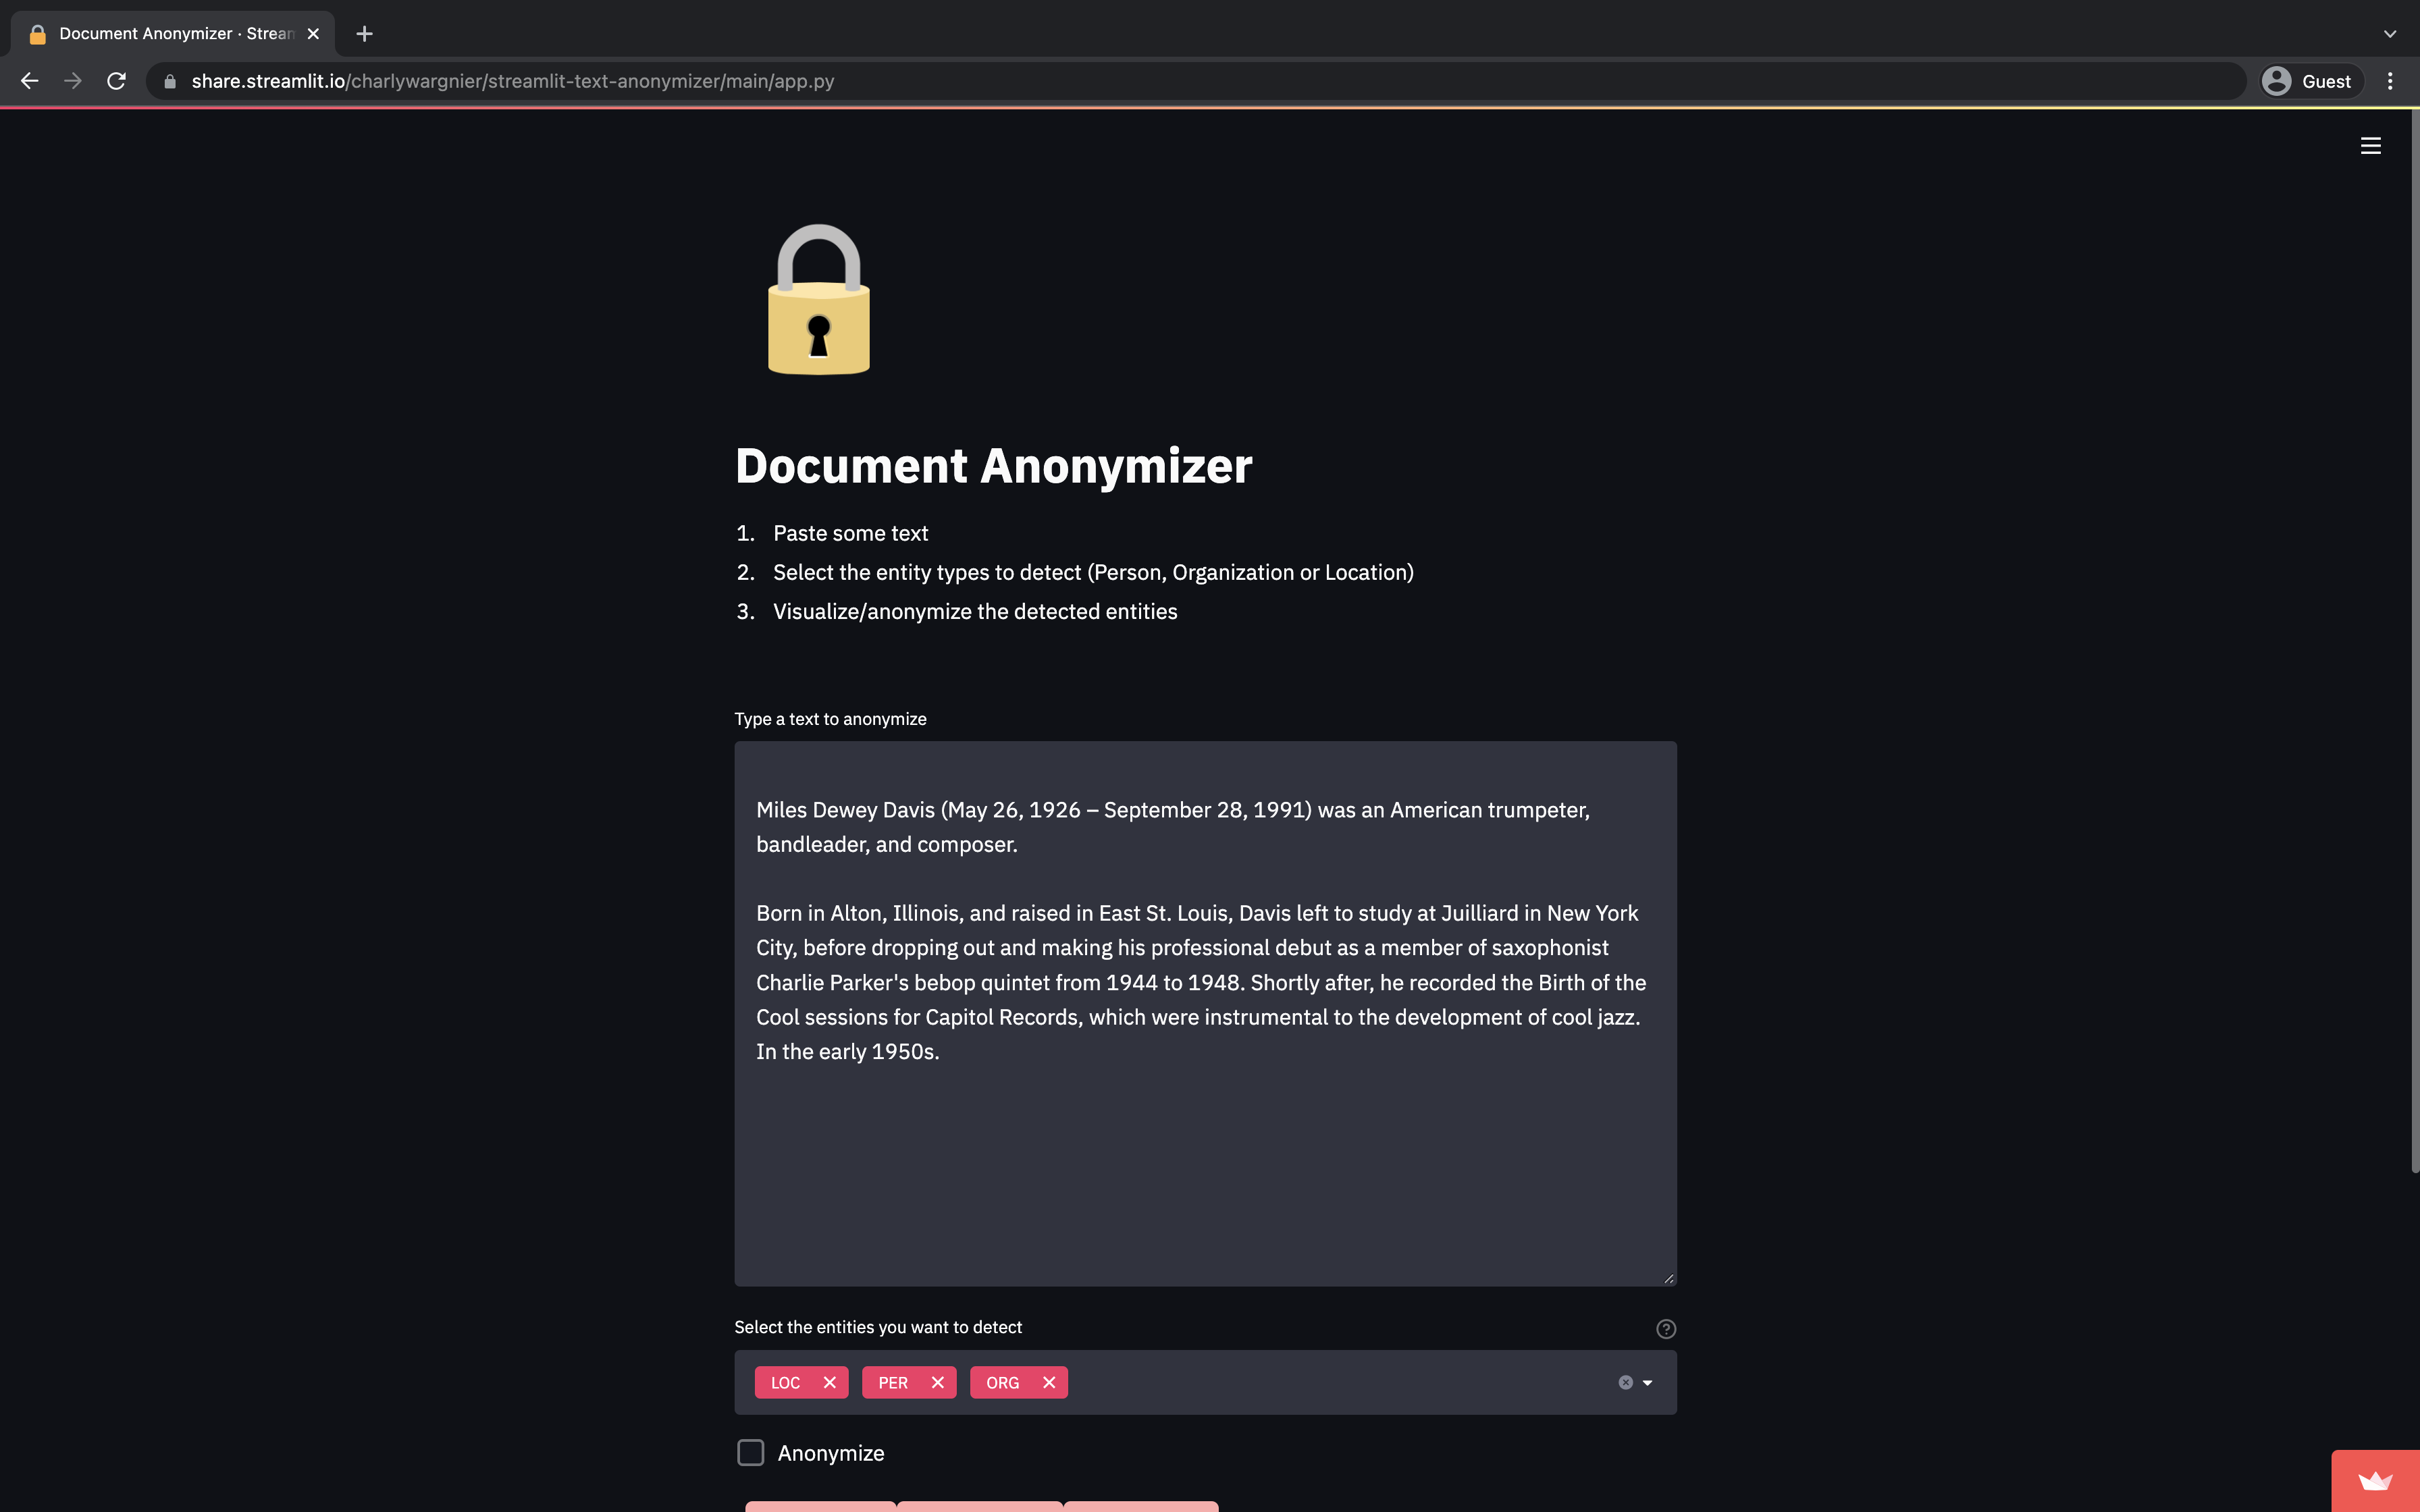 Document Anonymizer · Stream
share.streamlit.io/charlywargnier/streamlit-text-anonymizer/main/app.py
Guest
Document Anonymizer
1. Paste some text
2. Select the entity types to detect (Person, Organization or Location)
3. Visualize/anonymize the detected entities
Type a text to anonymize
Miles Dewey Davis (May 26, 1926 – September 28, 1991) was an American trumpeter,
bandleader, and composer.
Born in Alton, Illinois, and raised in East St. Louis, Davis left to study at Juilliard in New York
City, before dropping out and making his professional debut as a member of saxophonist
Charlie Parker's bebop quintet from 1944 to 1948. Shortly after, he recorded the Birth of the
Cool sessions for Capitol Records, which were instrumental to the development of cool jazz.
In the early 1950s.
Select the entities you want to detect
LOC PER ORG
Anonymize